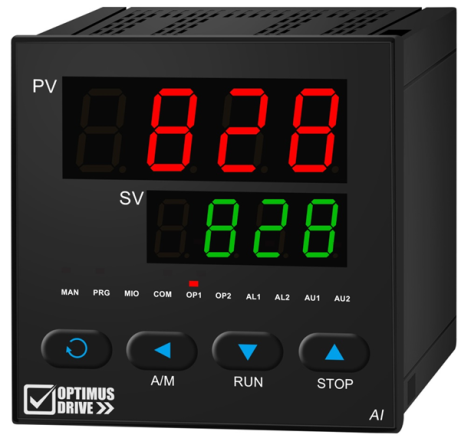 PV
828
SV
828
MAN PRG MIO COM OP1 OP2 AL1 AL2 AU1 AU2
A/M RUN STOP
OPTIMUS
DRIVE
AI